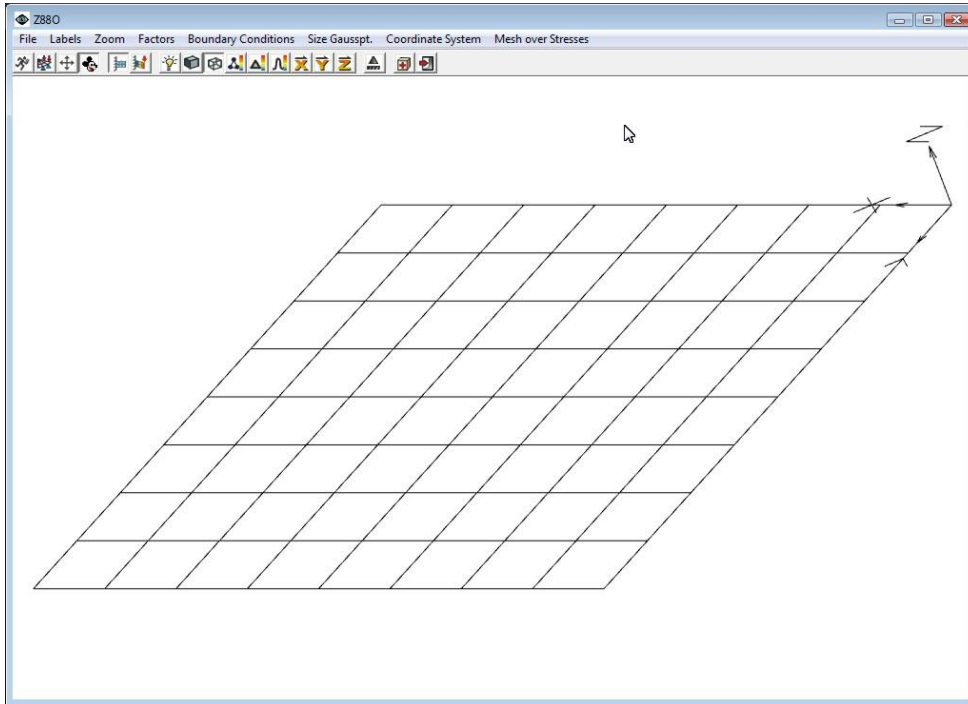 Z88O
File Labels Zoom Factors Boundary Conditions Size Gausspt. Coordinate System Mesh over Stresses
X Y Z
Z
X
Y